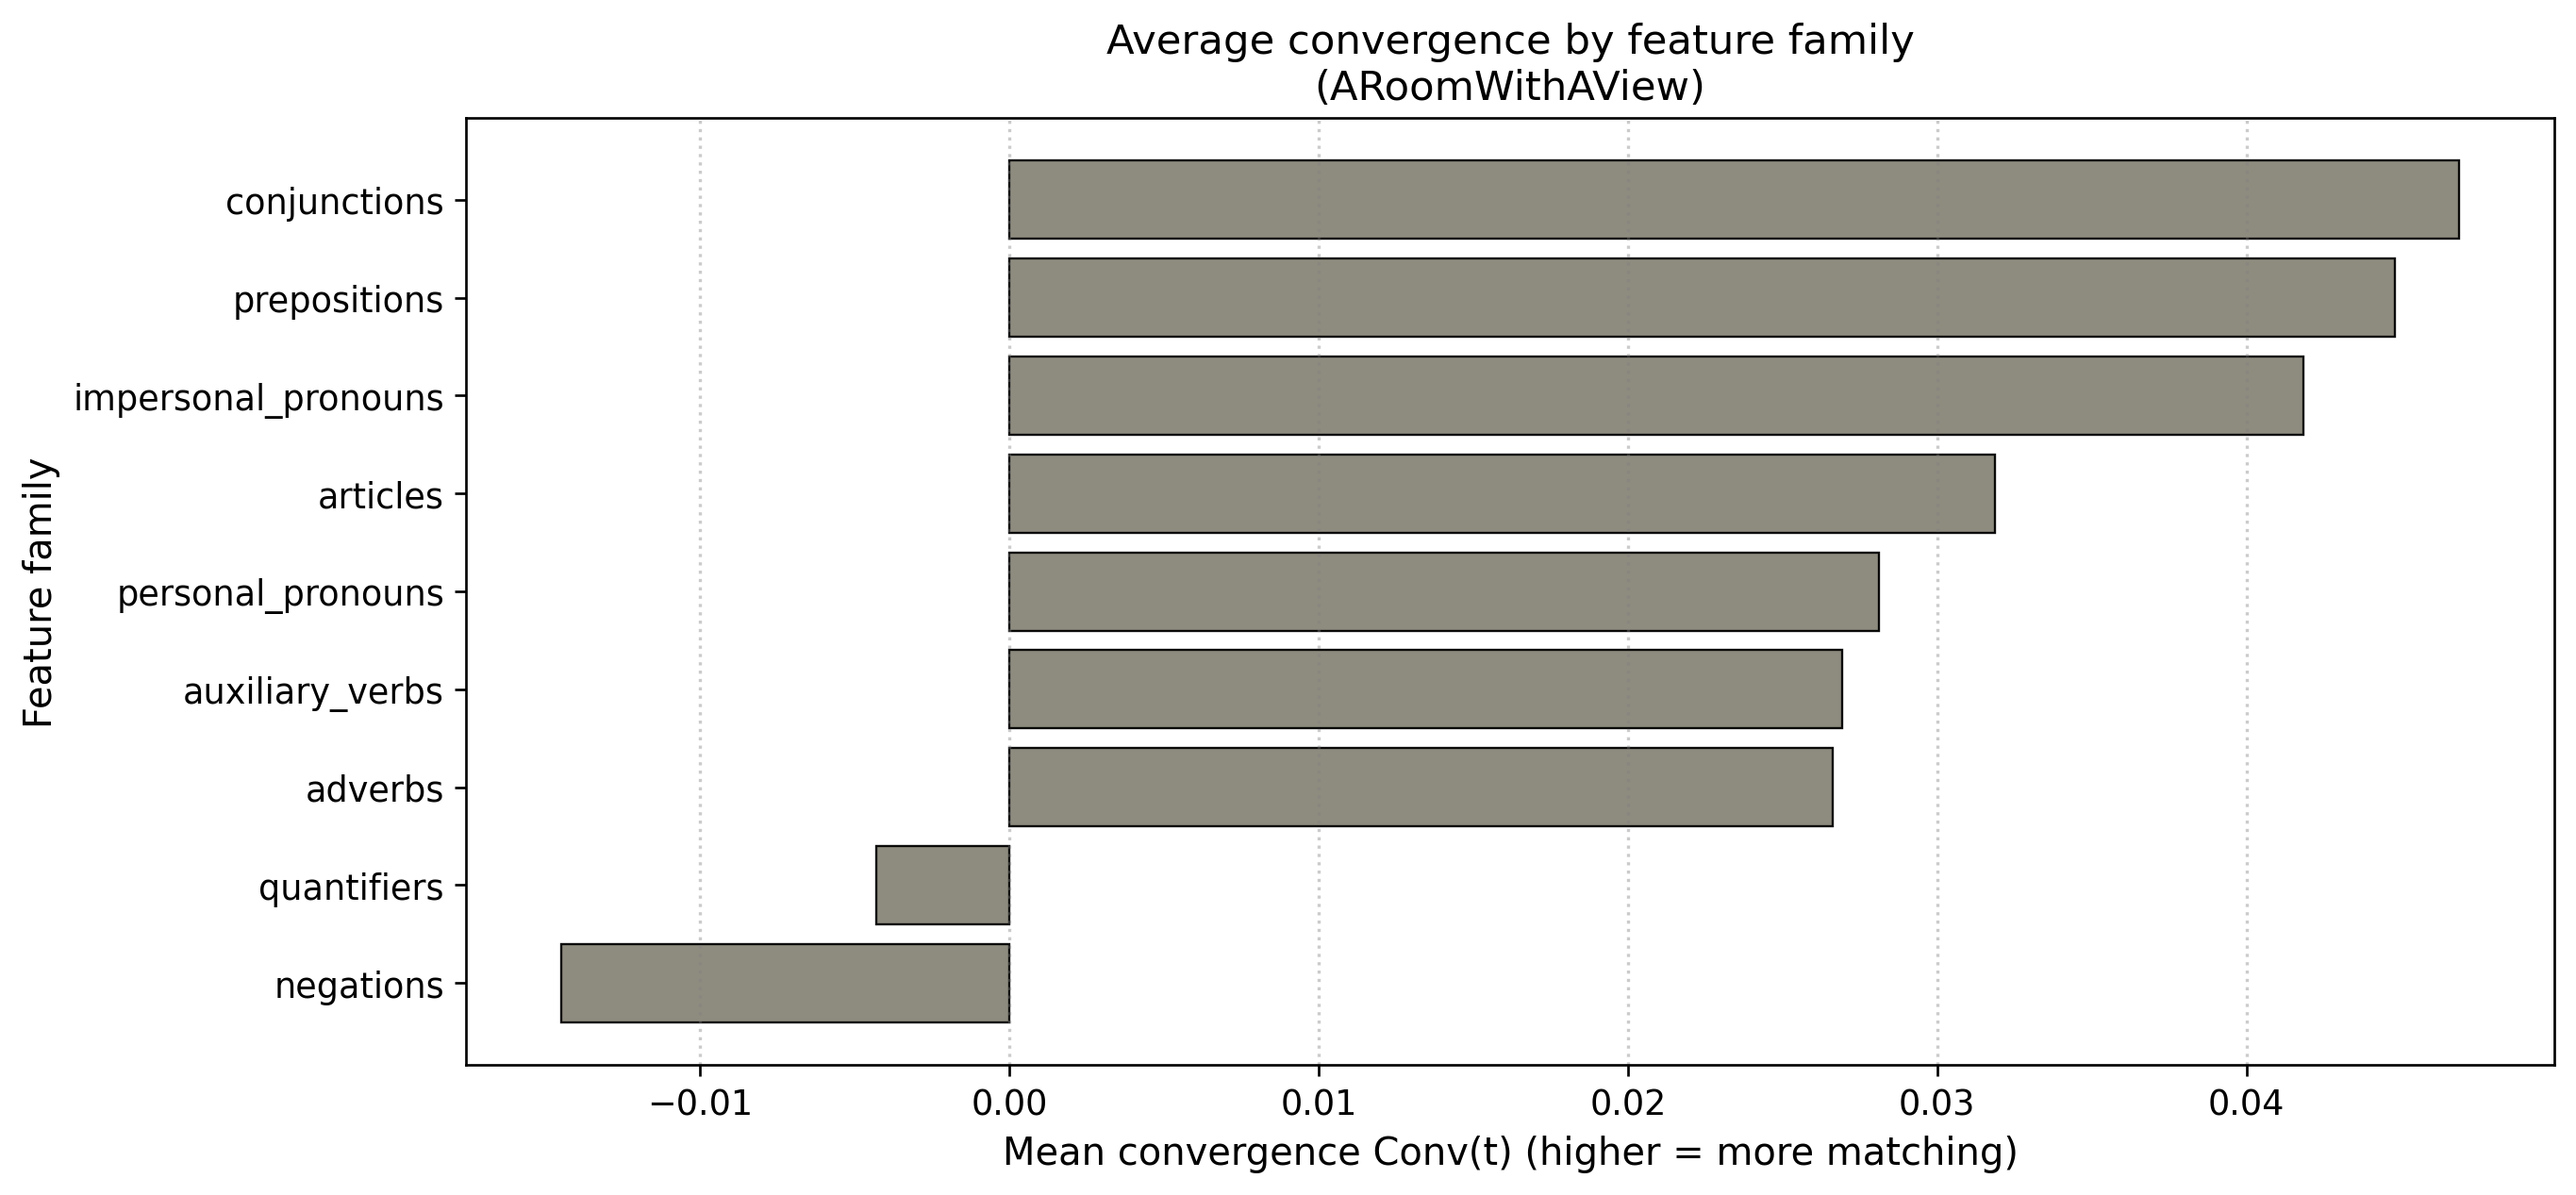 Average convergence by feature family
(ARoomWithAView)
Feature family
conjunctions
prepositions
impersonal_pronouns
articles
personal_pronouns
auxiliary_verbs
adverbs
quantifiers
negations
−0.01 0.00 0.01 0.02 0.03 0.04
Mean convergence Conv(t) (higher = more matching)